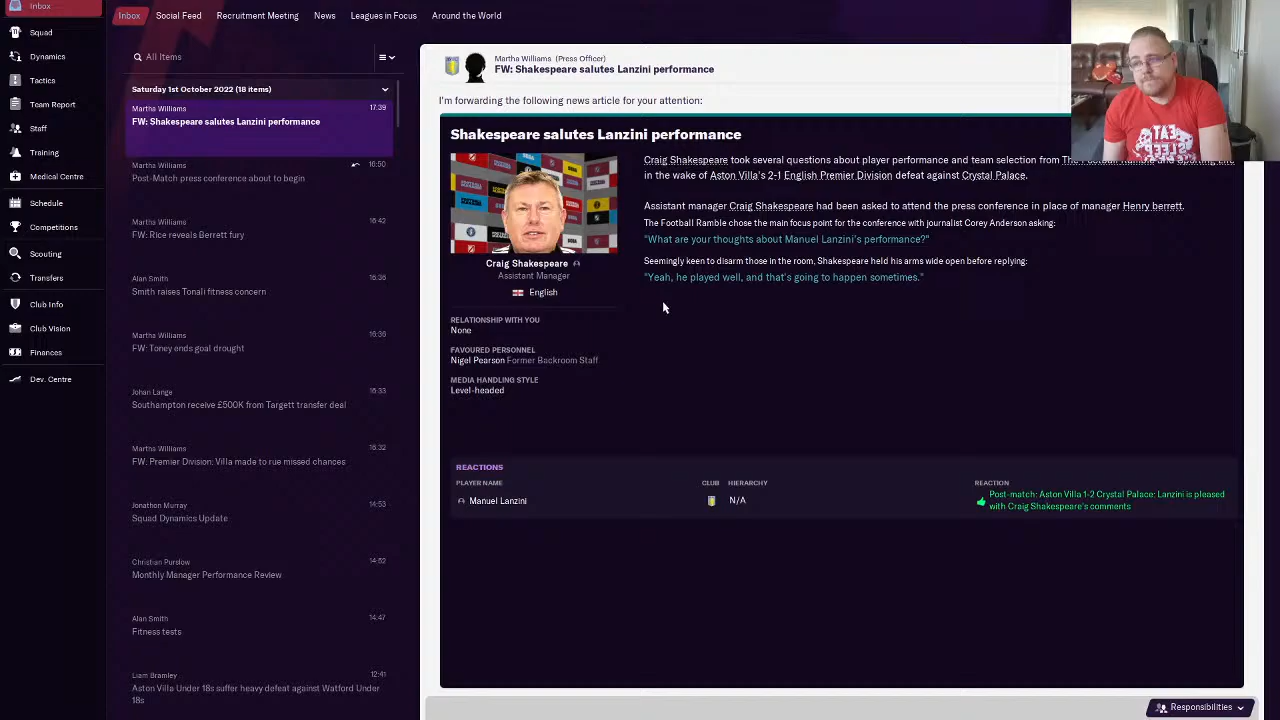 Inbox
Squad
Dynamics
Tactics
Team Report
Staff
Training
Medical Centre
Schedule
Competitions
Scouting
Transfers
Club Info
Club Vision
Finances
Dev. Centre
Inbox Social Feed Recruitment Meeting News Leagues in Focus Around the World
All Items
Saturday 1st October 2022 (18 items)
Martha Williams 17:39
FW: Shakespeare salutes Lanzini performance
Martha Williams 16:50
Post-Match press conference about to begin
Martha Williams 16:42
FW: Rice reveals Berrett fury
Alan Smith 16:36
Smith raises Tonali fitness concern
Martha Williams 16:36
FW: Toney ends goal drought
Johan Lange 16:33
Southampton receive £500K from Targett transfer deal
Martha Williams 16:32
FW: Premier Division: Villa made to rue missed chances
Jonathon Murray 14:53
Squad Dynamics Update
Christian Purslow 14:52
Monthly Manager Performance Review
Alan Smith 14:47
Fitness tests
Liam Bramley 12:41
Aston Villa Under 18s suffer heavy defeat against Watford Under
18s
Martha Williams (Press Officer)
FW: Shakespeare salutes Lanzini performance
I'm forwarding the following news article for your attention:
Shakespeare salutes Lanzini performance
Craig Shakespeare
Assistant Manager
English
RELATIONSHIP WITH YOU
None
FAVOURED PERSONNEL
Nigel Pearson Former Backroom Staff
MEDIA HANDLING STYLE
Level-headed
Craig Shakespeare took several questions about player performance and team selection from
in the wake of Aston Villa's 2-1 English Premier Division defeat against Crystal Palace.
Assistant manager Craig Shakespeare had been asked to attend the press conference in place of manager Henry berrett.
The Football Ramble chose the main focus point for the conference with journalist Corey Anderson asking:
"What are your thoughts about Manuel Lanzini's performance?"
Seemingly keen to disarm those in the room, Shakespeare held his arms wide open before replying:
"Yeah, he played well, and that's going to happen sometimes."
REACTIONS
PLAYER NAME CLUB HIERARCHY REACTION
Manuel Lanzini N/A Post-match: Aston Villa 1-2 Crystal Palace: Lanzini is pleased
with Craig Shakespeare's comments
Responsibilities